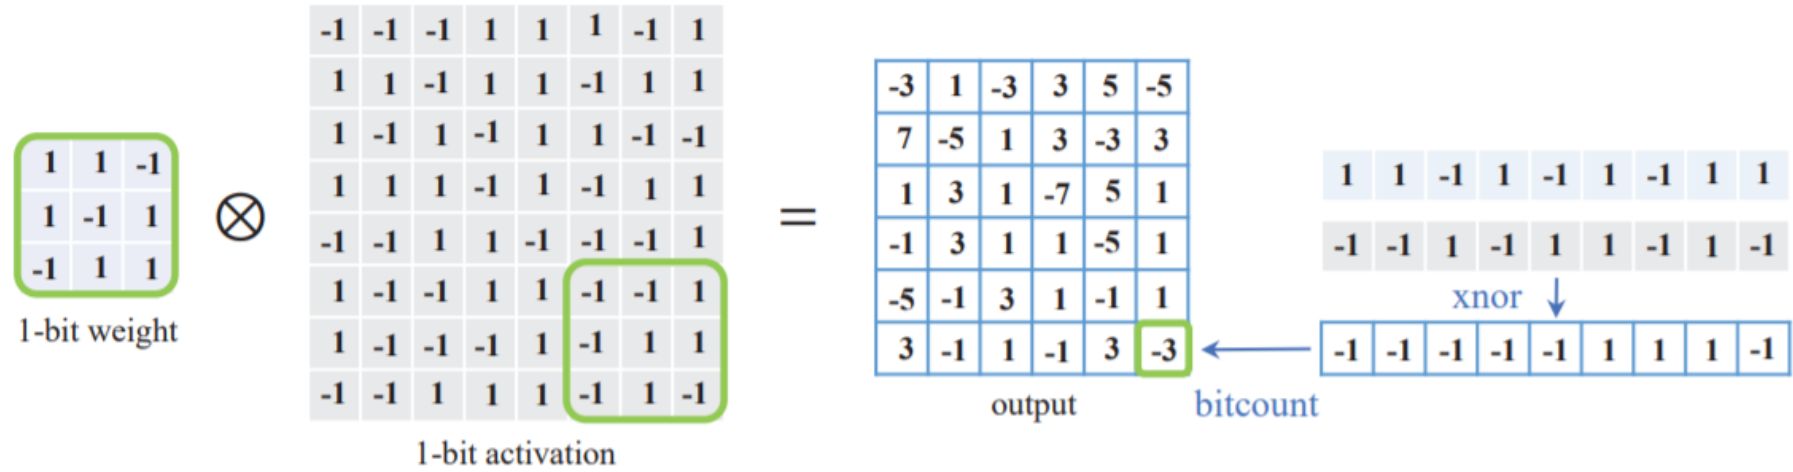 1 1 -1
1 -1 1
-1 1 1
1-bit weight
⊗
-1 -1 -1 1 1 1 -1 1
1 1 -1 1 1 -1 1 1
1 -1 1 -1 1 1 -1 -1
1 1 1 -1 1 -1 1 1
-1 -1 1 1 -1 -1 -1 1
1 -1 -1 1 1 -1 -1 1
1 -1 -1 -1 1 -1 1 1
-1 -1 1 1 1 -1 1 -1
1-bit activation
=
-3 1 -3 3 5 -5
7 -5 1 3 -3 3
1 3 1 -7 5 1
-1 3 1 1 -5 1
-5 -1 3 1 -1 1
3 -1 1 -1 3 -3
output
1 1 -1 1 -1 1 -1 1 1
-1 -1 1 -1 1 1 -1 1 -1
xnor
-1 -1 -1 -1 -1 1 1 1 -1
bitcount